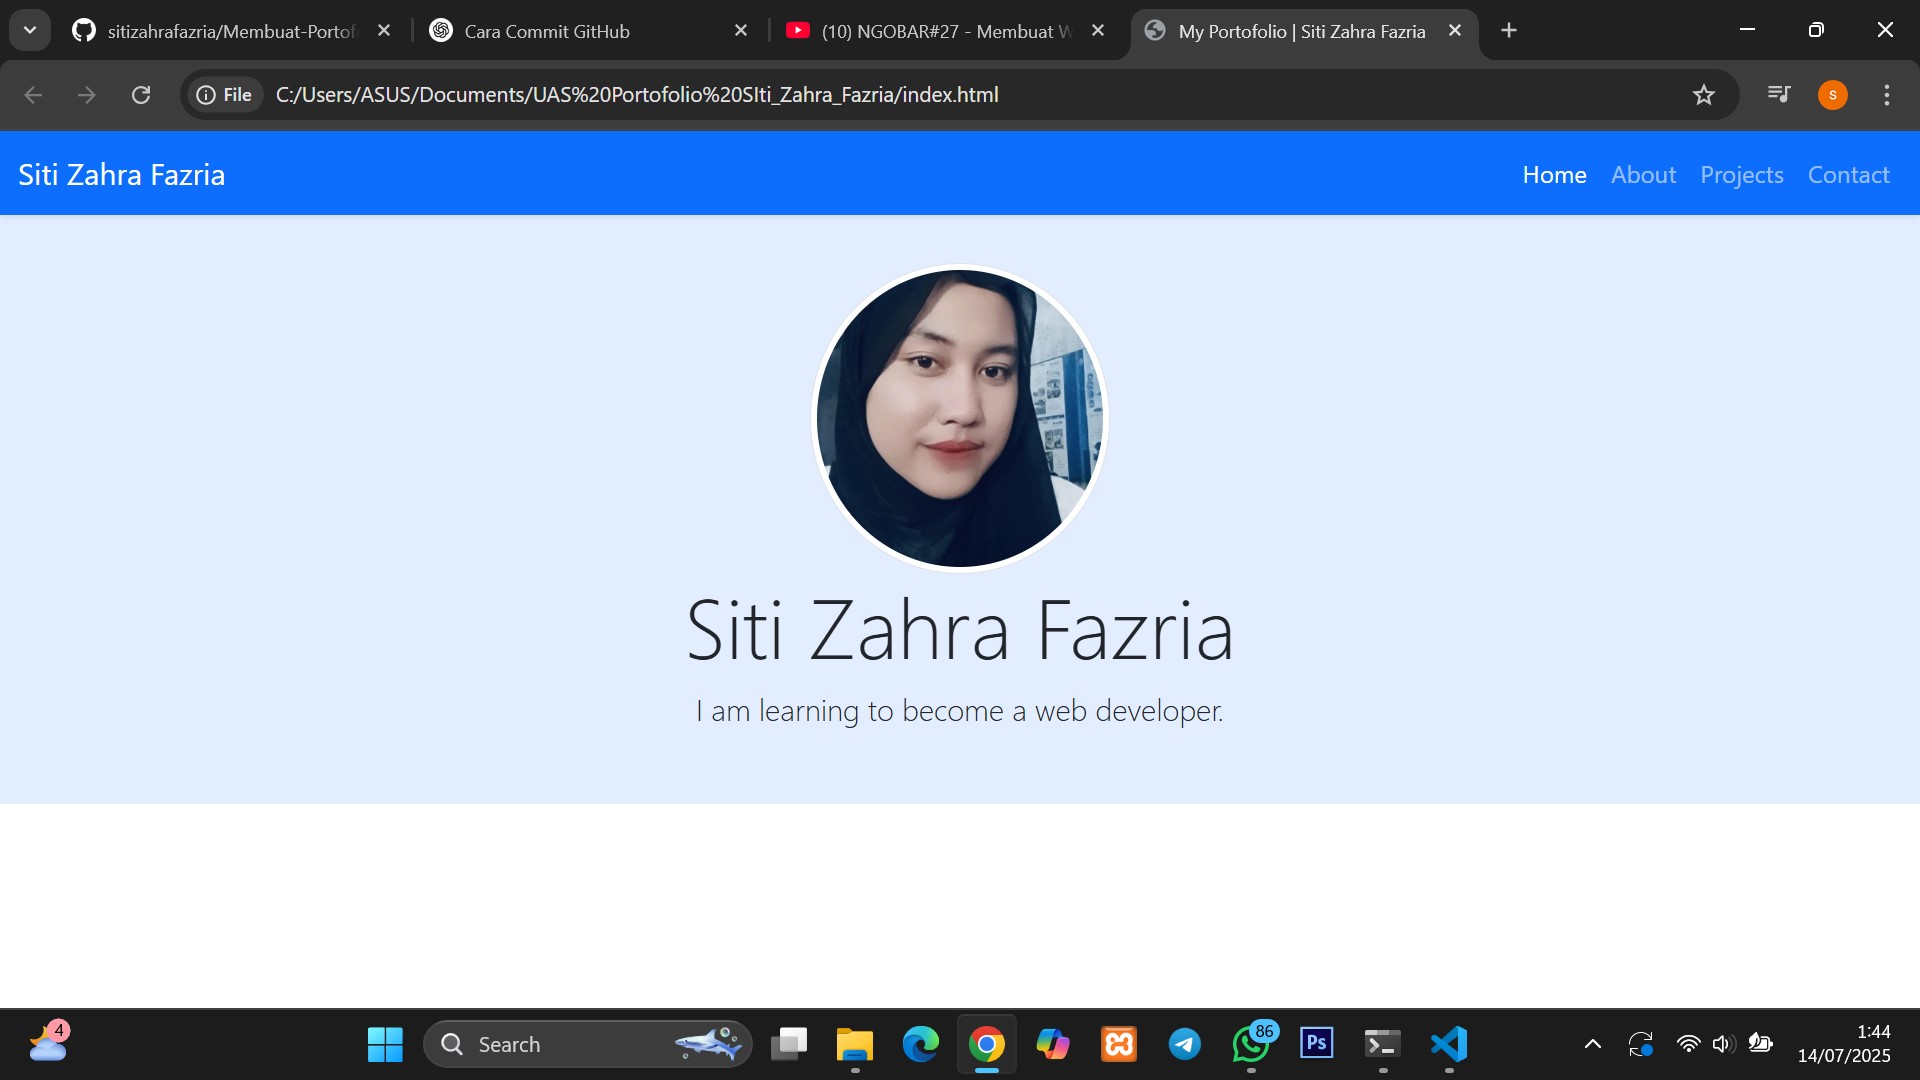 sitizahrafazria/Membuat-Portof
Cara Commit GitHub
(10) NGOBAR#27 - Membuat W
My Portofolio | Siti Zahra Fazria
File
C:/Users/ASUS/Documents/UAS%20Portofolio%20SIti_Zahra_Fazria/index.html
s
Siti Zahra Fazria
Home
About
Projects
Contact
Siti Zahra Fazria
I am learning to become a web developer.
4
Search
86
Ps
1:44
14/07/2025